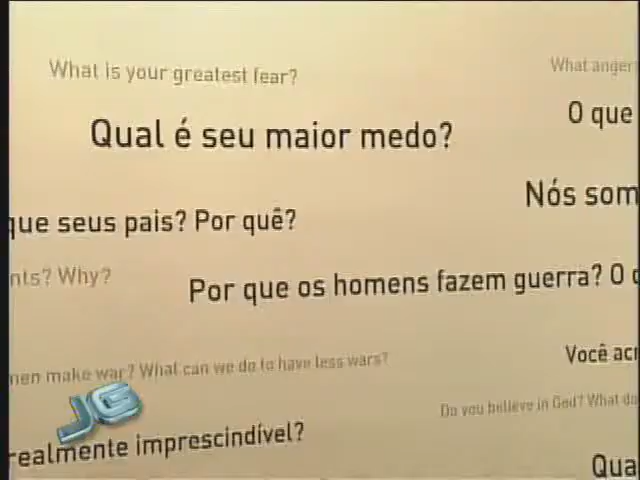 What is your greatest fear?
What anger
Qual é seu maior medo?
O que
Nós som
que seus pais? Por quê?
nts? Why?
Por que os homens fazem guerra? O
men make war? What can we do to have less wars?
Você acr
Do you believe in God? What do
JG
realmente imprescindível?
Qua